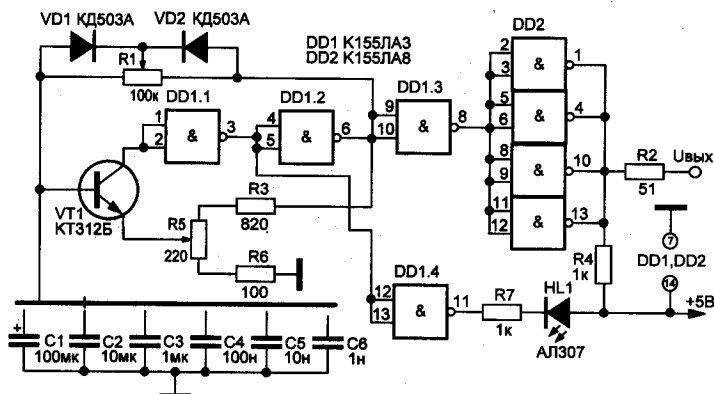 VD1 КД503А
VD2 КД503А
R1
100к
DD1 К155ЛА3
DD2 К155ЛА8
DD1.1
1
2
&
3
DD1.2
4
5
&
6
DD1.3
9
10
&
8
DD2
2
3
&
1
5
6
&
4
8
9
&
10
11
12
&
13
R2
51
Uвых
VT1
КТ312Б
R5
220
R3
820
R6
100
DD1.4
12
13
&
11
R7
1к
HL1
АЛ307
R4
1к
7
DD1,DD2
14
+5В
+
C1
100мк
C2
10мк
C3
1мк
C4
100н
C5
10н
C6
1н